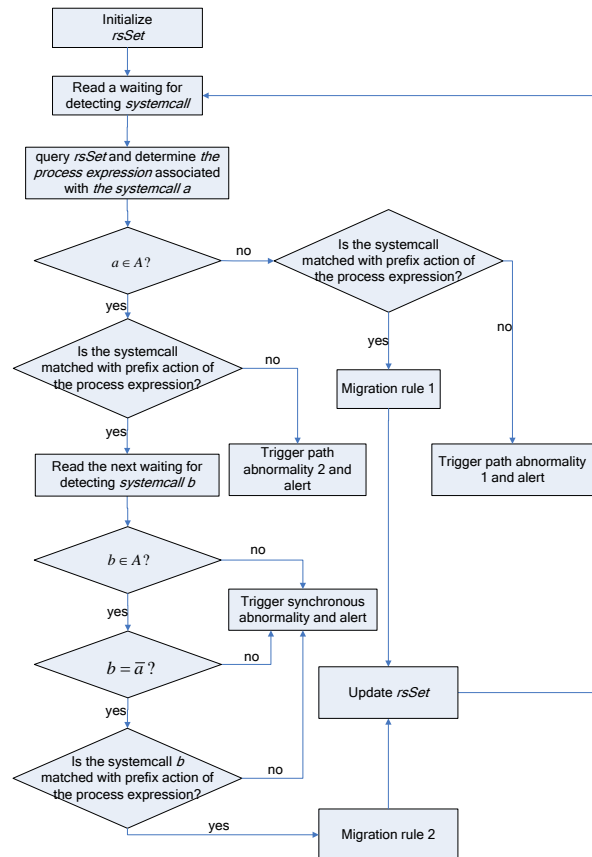 Initialize
rsSet
Read a waiting for
detecting systemcall
query rsSet and determine the
process expression associated
with the systemcall a
a ∈ A?
no
Is the systemcall
matched with prefix action of
the process expression?
yes
no
yes
Is the systemcall
matched with prefix action of
the process expression?
no
Migration rule 1
yes
Trigger path
abnormality 2 and
alert
Trigger path abnormality
1 and alert
Read the next waiting for
detecting systemcall b
b ∈ A?
no
Trigger synchronous
abnormality and alert
yes
b = a̅ ?
no
Update rsSet
yes
Is the systemcall b
matched with prefix action of
the process expression?
no
yes
Migration rule 2